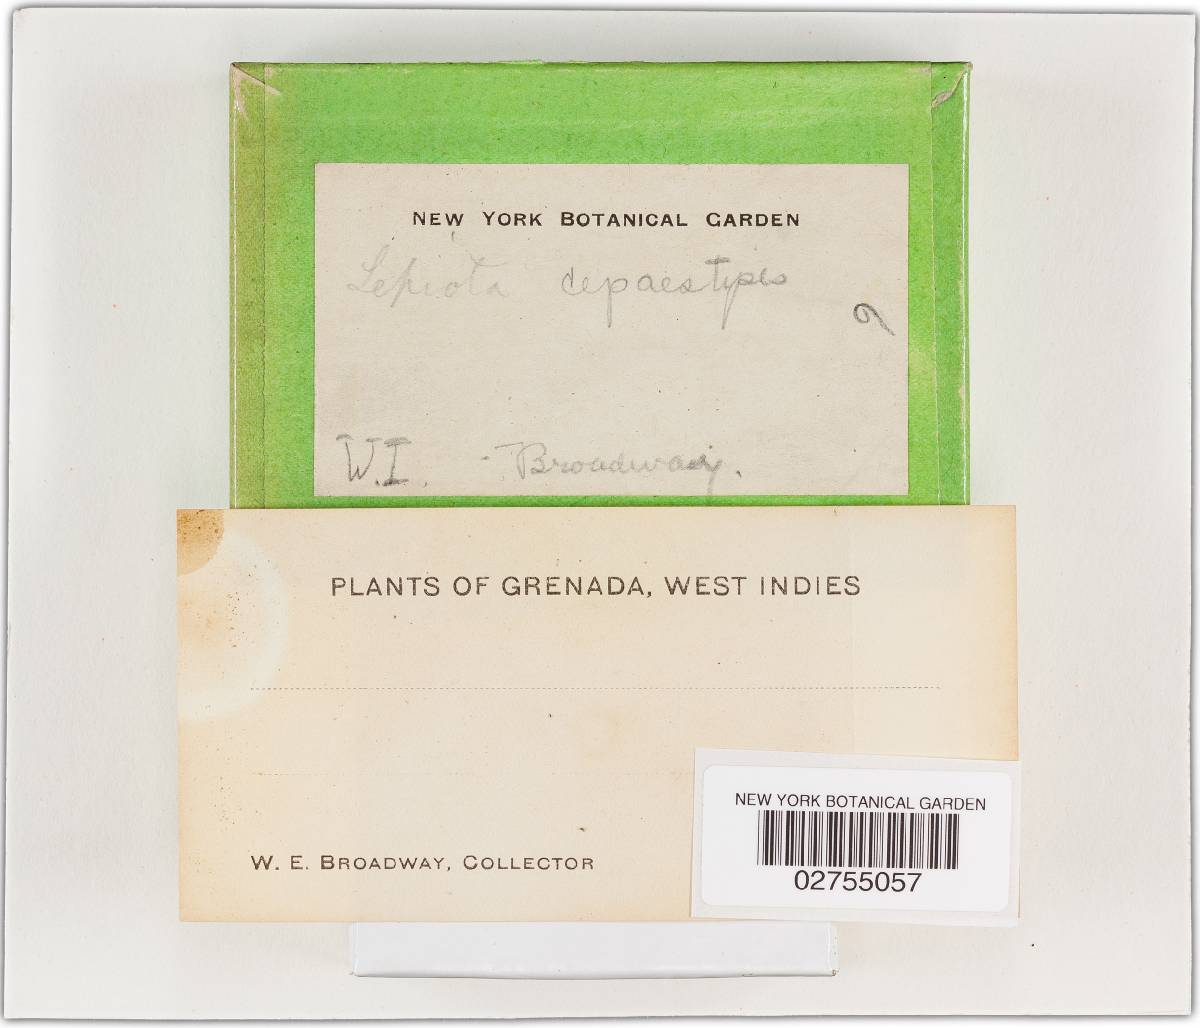 NEW YORK BOTANICAL GARDEN
Lepiota cepaestipes
9
W.I. Broadway.
PLANTS OF GRENADA, WEST INDIES
W. E. BROADWAY, COLLECTOR
NEW YORK BOTANICAL GARDEN
02755057